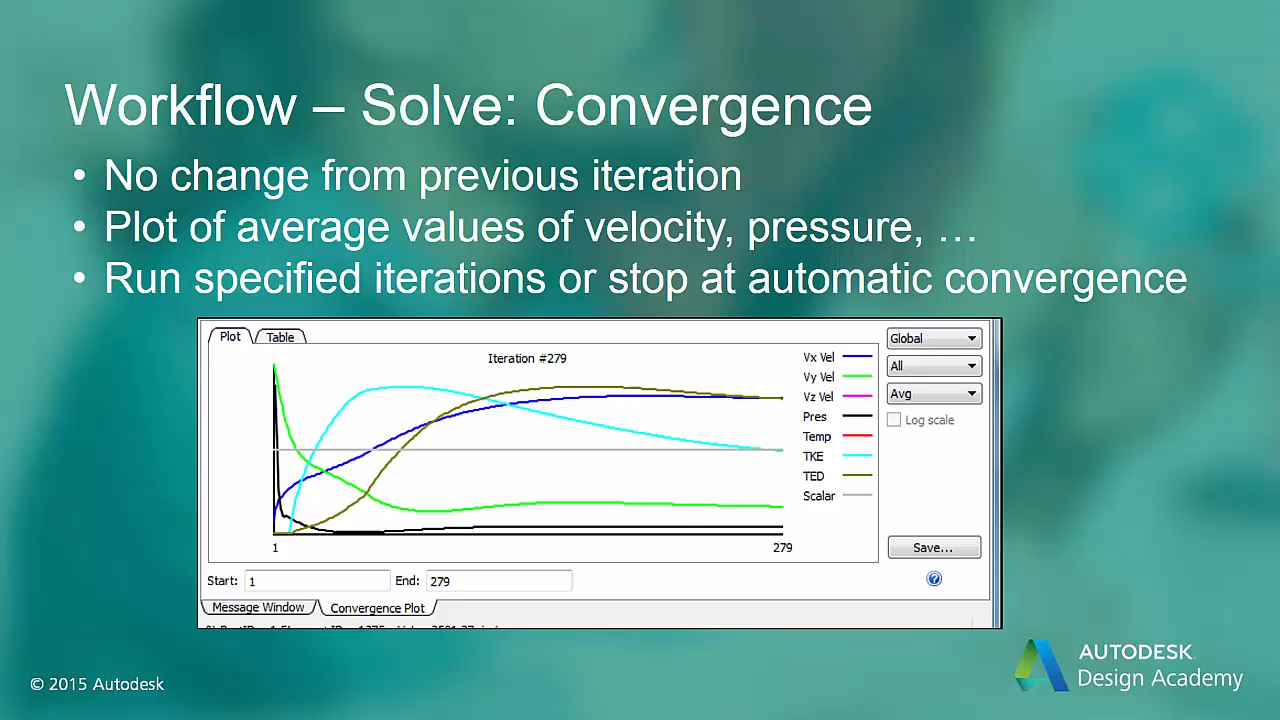 Workflow – Solve: Convergence
• No change from previous iteration
• Plot of average values of velocity, pressure, …
• Run specified iterations or stop at automatic convergence
Plot Table
Global
Iteration #279
All
Avg
Log scale
Vx Vel
Vy Vel
Vz Vel
Pres
Temp
TKE
TED
Scalar
1 279
Save...
Start: 1 End: 279
Message Window Convergence Plot
AUTODESK.
Design Academy
© 2015 Autodesk